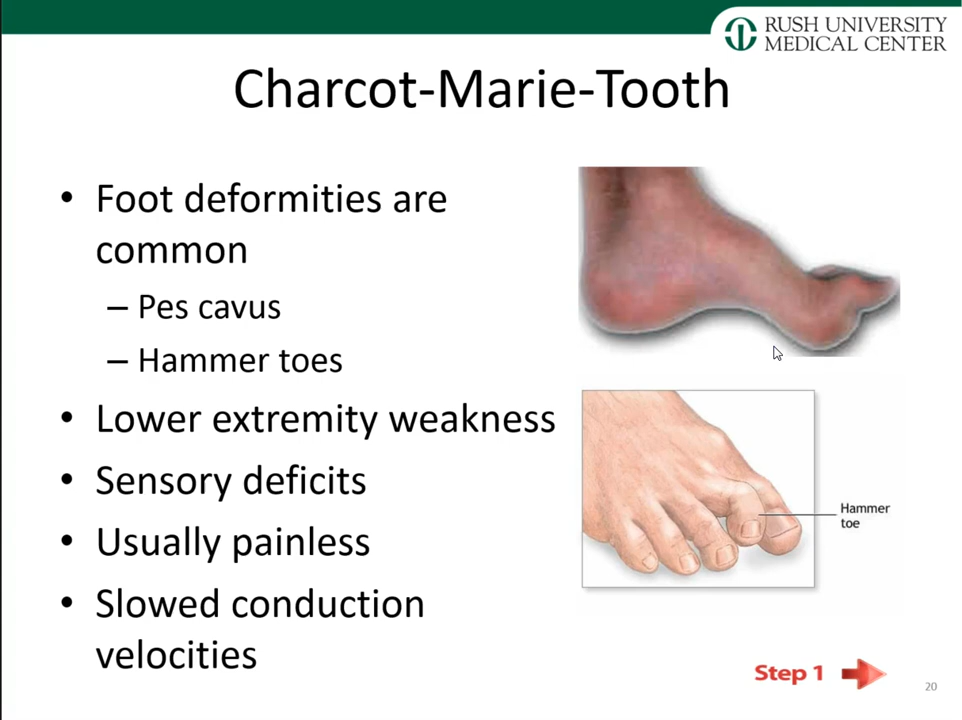 RUSH UNIVERSITY
MEDICAL CENTER
Charcot-Marie-Tooth
• Foot deformities are
common
– Pes cavus
– Hammer toes
• Lower extremity weakness
• Sensory deficits
• Usually painless
• Slowed conduction
velocities
Hammer
toe
Step 1
20